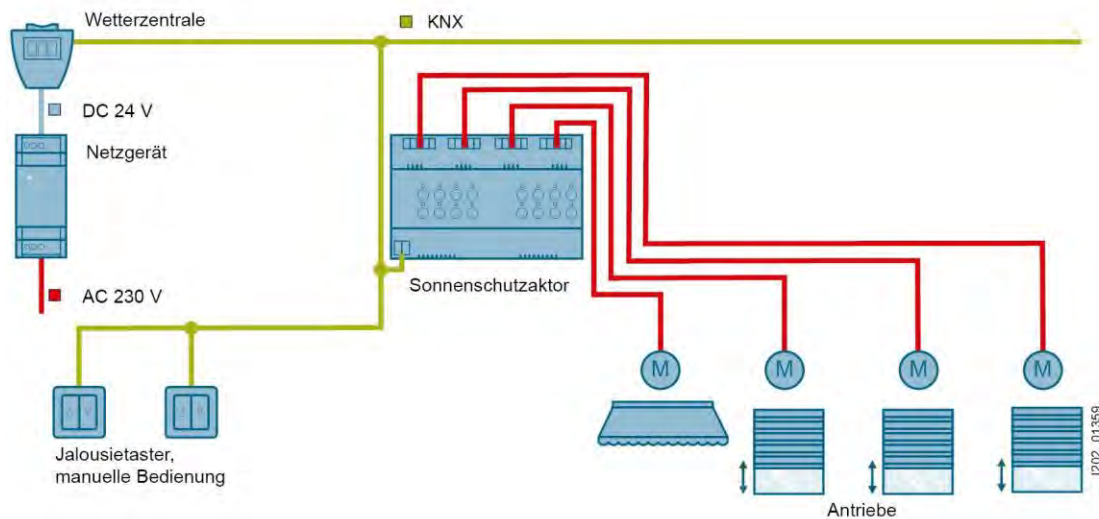 Wetterzentrale
KNX
DC 24 V
Netzgerät
Sonnenschutzaktor
AC 230 V
M
M
M
M
Jalousietaster,
manuelle Bedienung
Antriebe
I202_01359